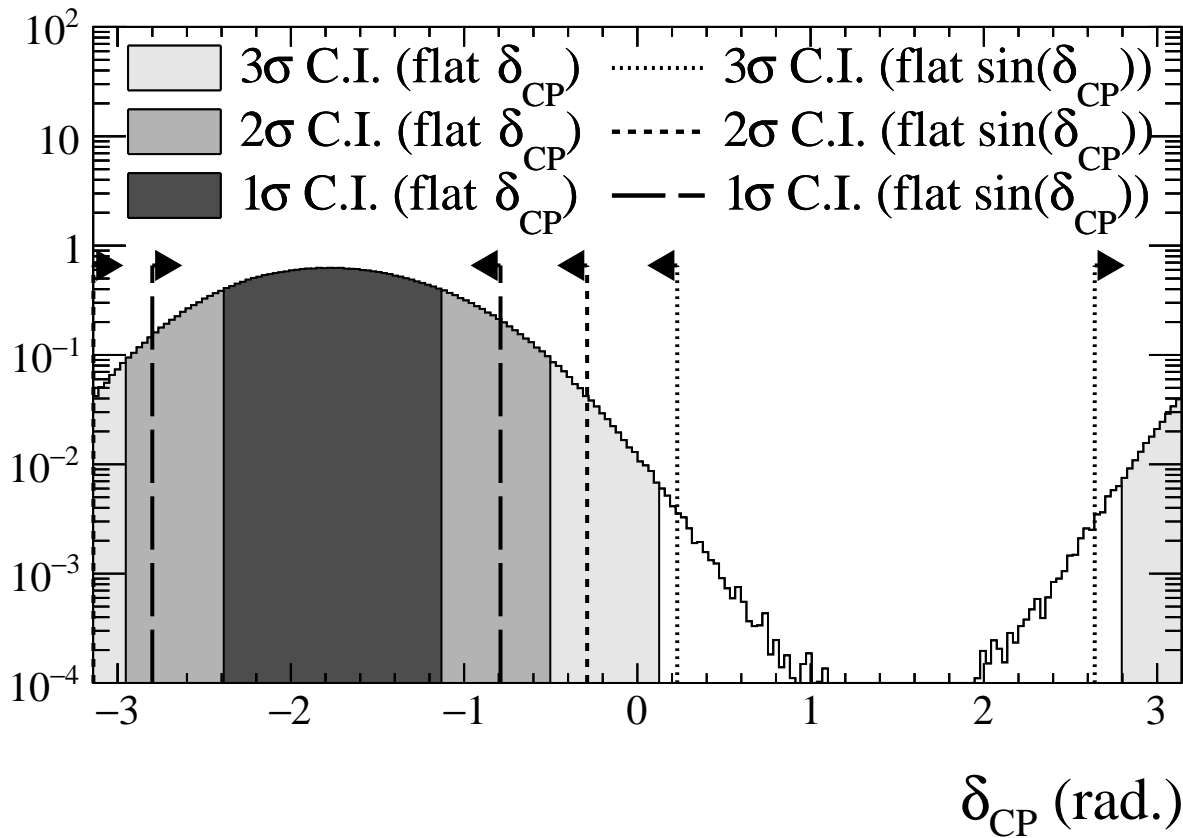 10²
10
1
10⁻¹
10⁻²
10⁻³
10⁻⁴
3σ C.I. (flat δ_CP) 3σ C.I. (flat sin(δ_CP))
2σ C.I. (flat δ_CP) 2σ C.I. (flat sin(δ_CP))
1σ C.I. (flat δ_CP) 1σ C.I. (flat sin(δ_CP))
−3 −2 −1 0 1 2 3
δ_CP (rad.)